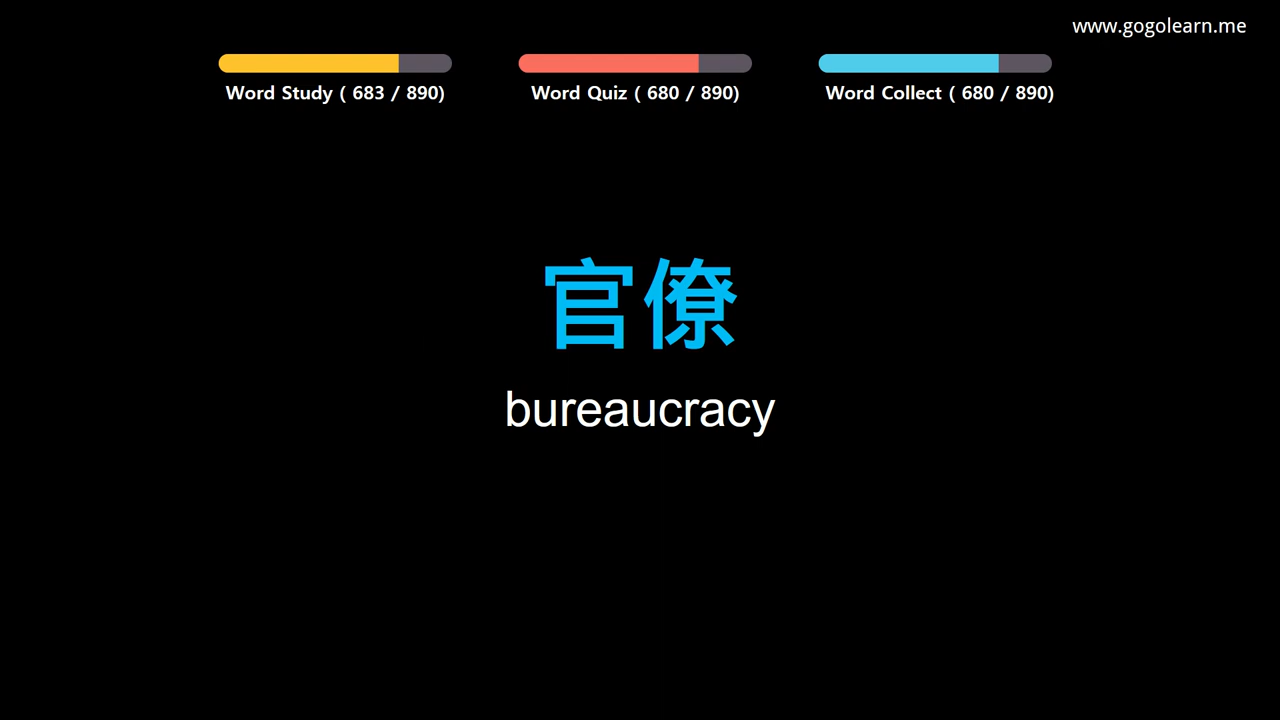 www.gogolearn.me
Word Study ( 683 / 890)
Word Quiz ( 680 / 890)
Word Collect ( 680 / 890)
官僚
bureaucracy